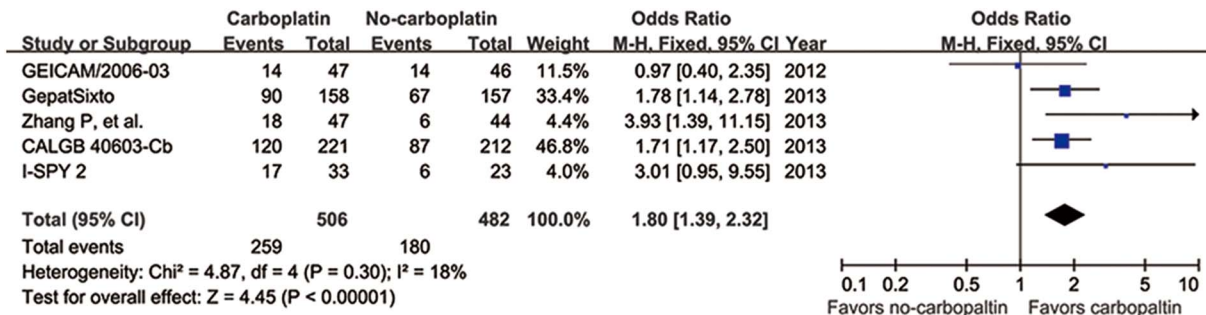 Carboplatin No-carboplatin Odds Ratio Odds Ratio
Study or Subgroup Events Total Events Total Weight M-H, Fixed, 95% CI Year M-H, Fixed, 95% CI
GEICAM/2006-03 14 47 14 46 11.5% 0.97 [0.40, 2.35] 2012
GepatSixto 90 158 67 157 33.4% 1.78 [1.14, 2.78] 2013
Zhang P, et al. 18 47 6 44 4.4% 3.93 [1.39, 11.15] 2013
CALGB 40603-Cb 120 221 87 212 46.8% 1.71 [1.17, 2.50] 2013
I-SPY 2 17 33 6 23 4.0% 3.01 [0.95, 9.55] 2013
Total (95% CI) 506 482 100.0% 1.80 [1.39, 2.32]
Total events 259 180
Heterogeneity: Chi² = 4.87, df = 4 (P = 0.30); I² = 18%
Test for overall effect: Z = 4.45 (P < 0.00001)
0.1 0.2 0.5 1 2 5 10
Favors no-carbopaltin Favors carbopaltin